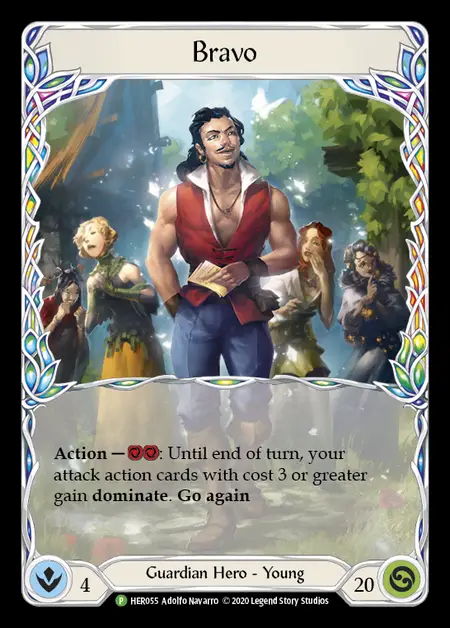 Bravo
Action — : Until end of turn, your
attack action cards with cost 3 or greater
gain dominate. Go again
4
Guardian Hero - Young
20
P HER055 Adolfo Navarro © 2020 Legend Story Studios